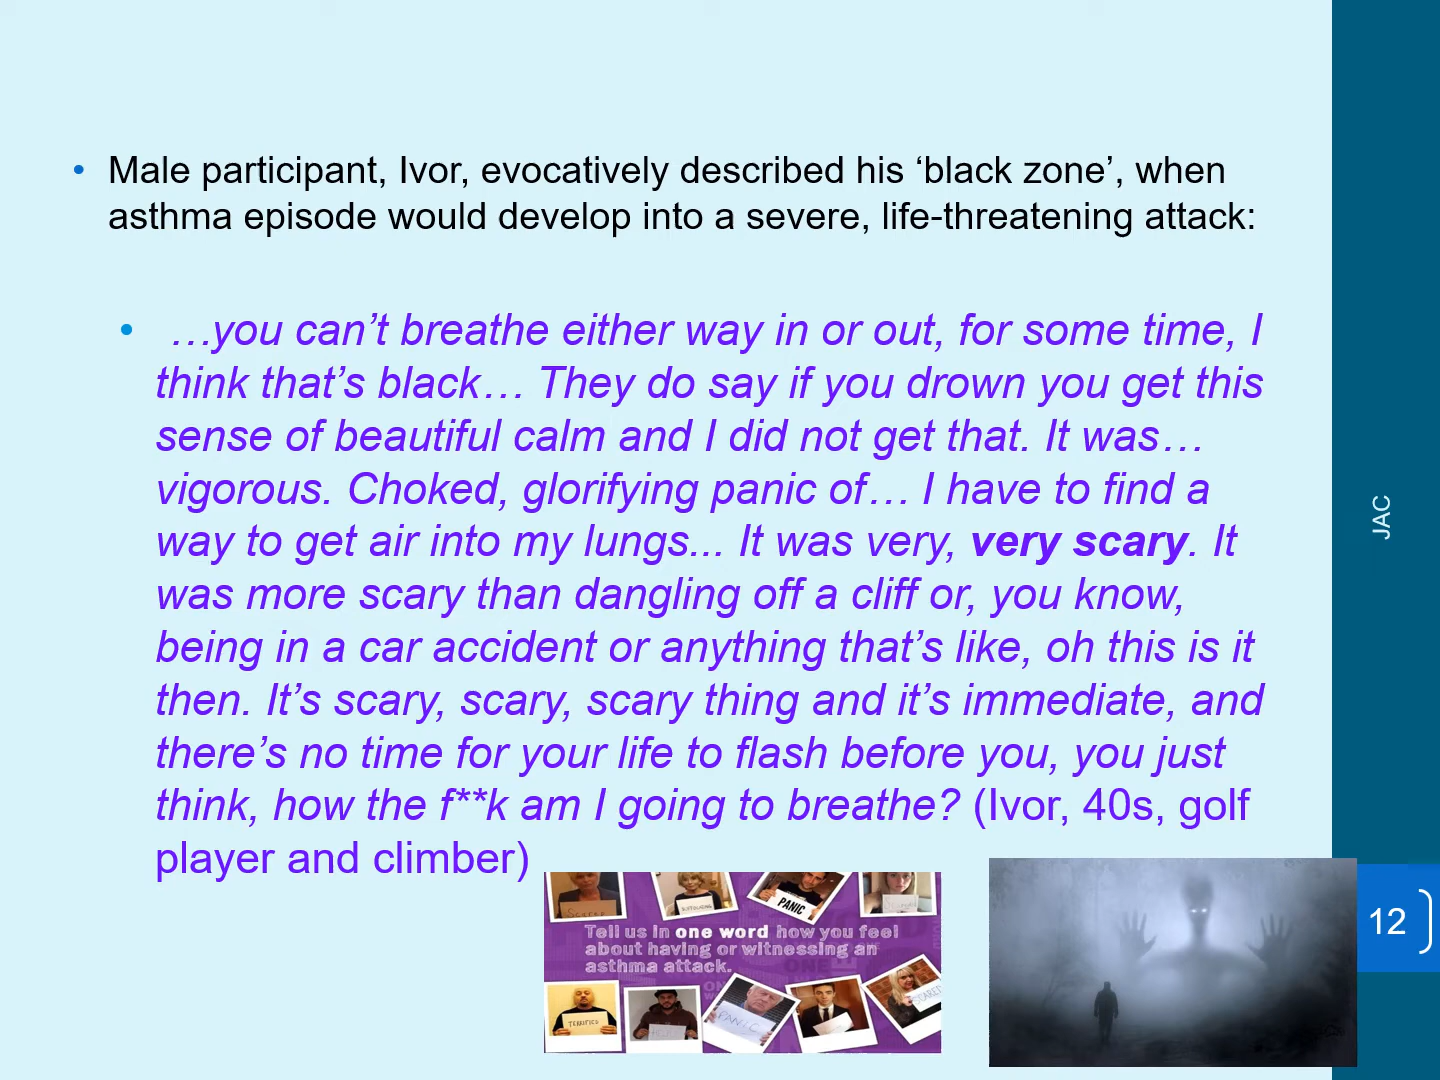 • Male participant, Ivor, evocatively described his ‘black zone’, when
asthma episode would develop into a severe, life-threatening attack:
• …you can’t breathe either way in or out, for some time, I
think that’s black… They do say if you drown you get this
sense of beautiful calm and I did not get that. It was…
vigorous. Choked, glorifying panic of… I have to find a
way to get air into my lungs... It was very, very scary. It
was more scary than dangling off a cliff or, you know,
being in a car accident or anything that’s like, oh this is it
then. It’s scary, scary, scary thing and it’s immediate, and
there’s no time for your life to flash before you, you just
think, how the f**k am I going to breathe? (Ivor, 40s, golf
player and climber)
Scared
PANIC
Tell us in one word how you feel
about having or witnessing an
asthma attack.
TERRIFIED
PANIC
SCARED
JAC
12